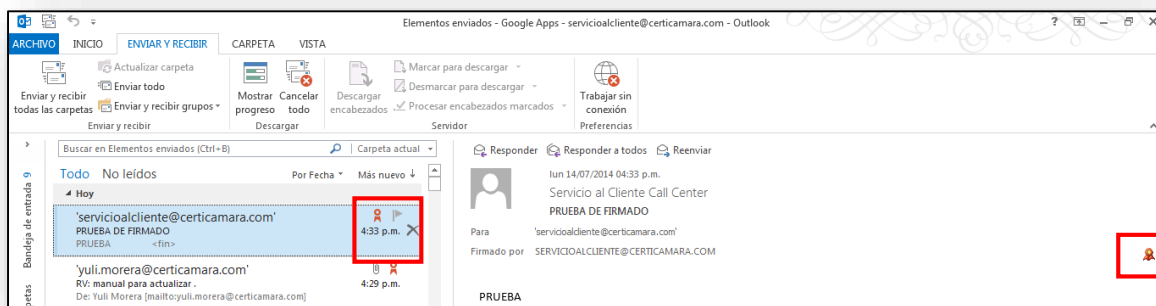 Elementos enviados - Google Apps - servicioalcliente@certicamara.com - Outlook
ARCHIVO INICIO ENVIAR Y RECIBIR CARPETA VISTA
Enviar y recibir todas las carpetas
Actualizar carpeta
Enviar todo
Enviar y recibir grupos
Enviar y recibir
Mostrar progreso
Cancelar todo
Descargar
Descargar encabezados
Marcar para descargar
Desmarcar para descargar
Procesar encabezados marcados
Servidor
Trabajar sin conexión
Preferencias
Bandeja de entrada 9
petas
Buscar en Elementos enviados (Ctrl+B) Carpeta actual
Todo No leídos Por Fecha Más nuevo ↓
Hoy
'servicioalcliente@certicamara.com'
PRUEBA DE FIRMADO 4:33 p.m.
PRUEBA <fin>
'yuli.morera@certicamara.com'
RV: manual para actualizar . 4:29 p.m.
De: Yuli Morera [mailto:yuli.morera@certicamara.com]
Responder Responder a todos Reenviar
lun 14/07/2014 04:33 p.m.
Servicio al Cliente Call Center
PRUEBA DE FIRMADO
Para 'servicioalcliente@certicamara.com'
Firmado por SERVICIOALCLIENTE@CERTICAMARA.COM
PRUEBA